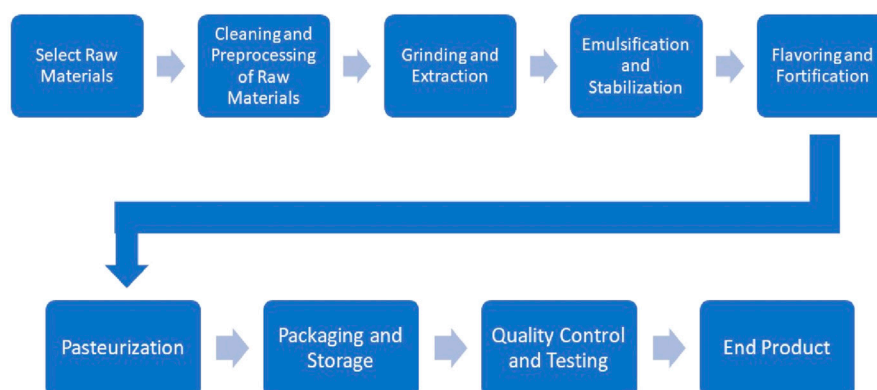 Select Raw
Materials
Cleaning and
Preprocessing
of Raw
Materials
Grinding and
Extraction
Emulsification
and
Stabilization
Flavoring and
Fortification
Pasteurization
Packaging and
Storage
Quality Control
and Testing
End Product